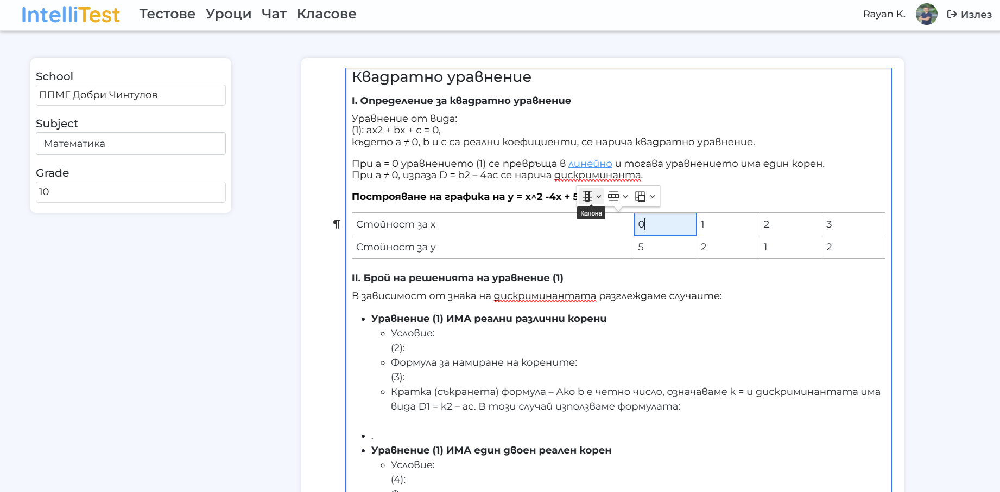 IntelliTest Тестове Уроци Чат Класове Rayan K. Излез
School
ППМГ Добри Чинтулов
Subject
Математика
Grade
10
Квадратно уравнение
I. Определение за квадратно уравнение
Уравнение от вида:
(1): ax2 + bx + c = 0,
където a ≠ 0, b и c са реални коефициенти, се нарича квадратно уравнение.
При a = 0 уравнението (1) се превръща в линейно и тогава уравнението има един корен.
При a ≠ 0, израза D = b2 – 4ac се нарича дискриминанта.
Построяване на графика на y = x^2 -4x + 5
Колона
¶
Стойност за x 0 1 2 3
Стойност за y 5 2 1 2
II. Брой на решенията на уравнение (1)
В зависимост от знака на дискриминантата разглеждаме случаите:
• Уравнение (1) ИМА реални различни корени
◦ Условие:
(2):
◦ Формула за намиране на корените:
(3):
◦ Кратка (съкранета) формула – Ако b е четно число, означаваме k = и дискриминантата има
вида D1 = k2 – ac. В този случай използваме формулата:
• .
• Уравнение (1) ИМА един двоен реален корен
◦ Условие:
(4):